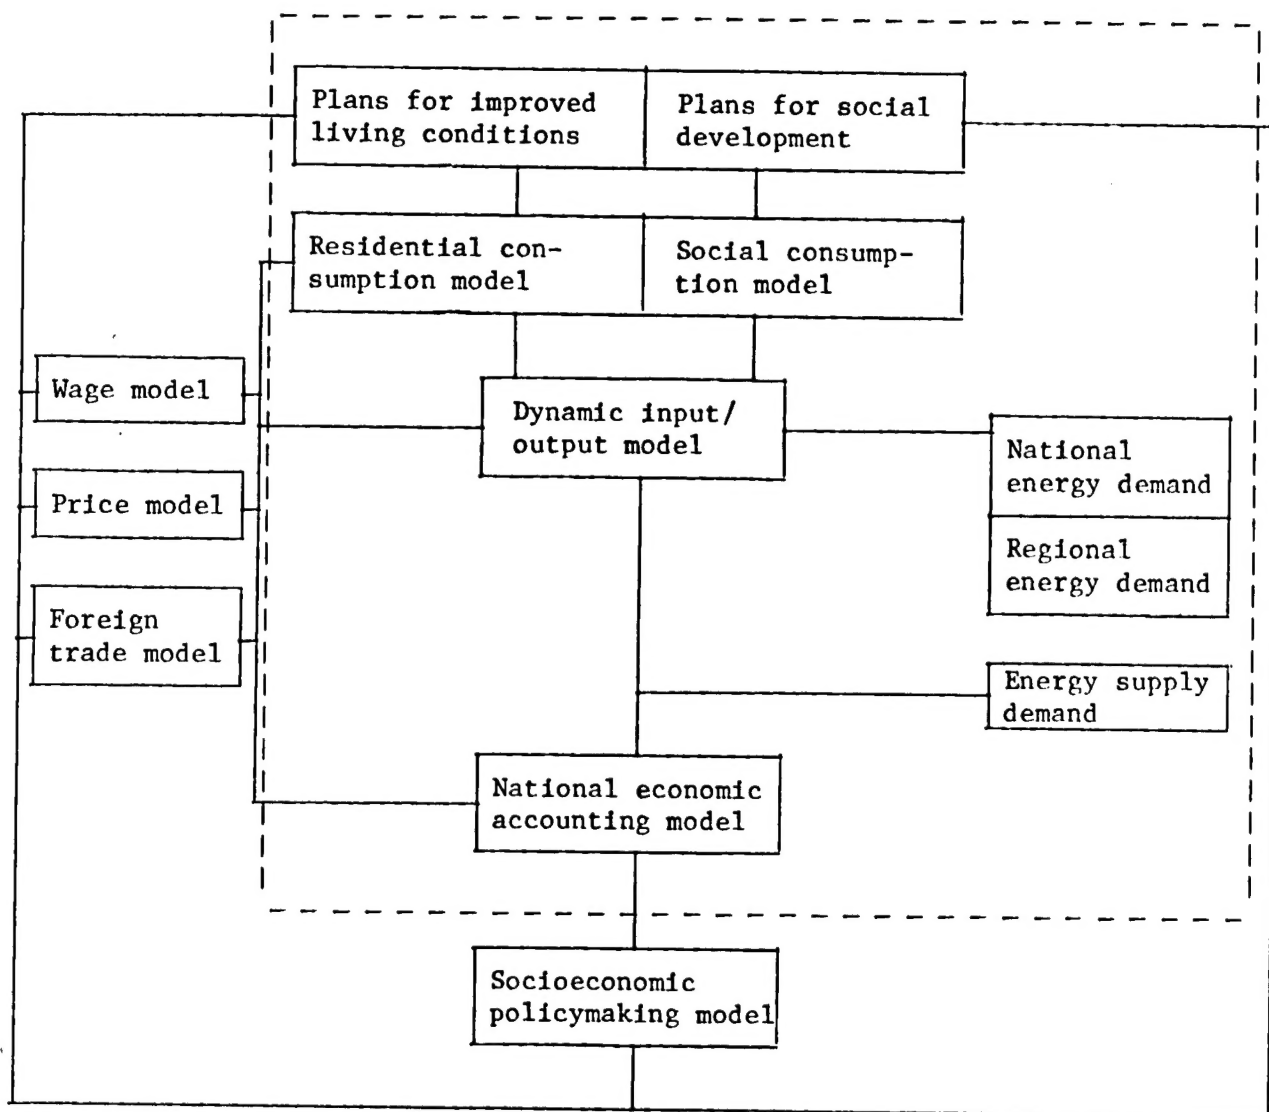 Plans for improved
living conditions
Plans for social
development
Residential con-
sumption model
Social consump-
tion model
Wage model
Dynamic input/
output model
National
energy demand
Price model
Regional
energy demand
Foreign
trade model
Energy supply
demand
National economic
accounting model
Socioeconomic
policymaking model